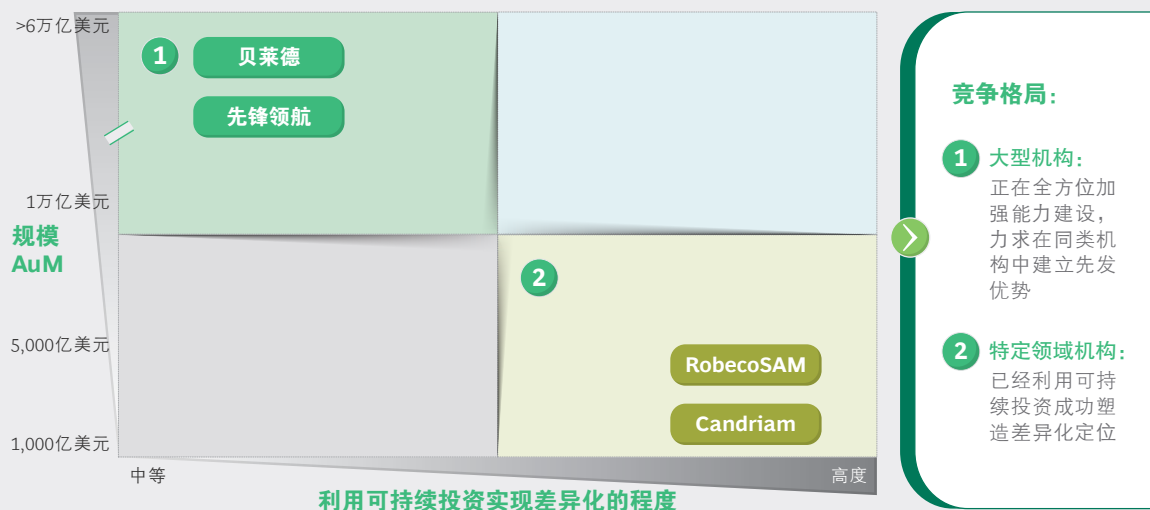 >6万亿美元
1
贝莱德
先锋领航
1万亿美元
规模
AuM
2
5,000亿美元
RobecoSAM
Candriam
1,000亿美元
中等
高度
利用可持续投资实现差异化的程度
竞争格局：
1 大型机构：
正在全方位加
强能力建设，
力求在同类机
构中建立先发
优势
2 特定领域机构：
已经利用可持
续投资成功塑
造差异化定位